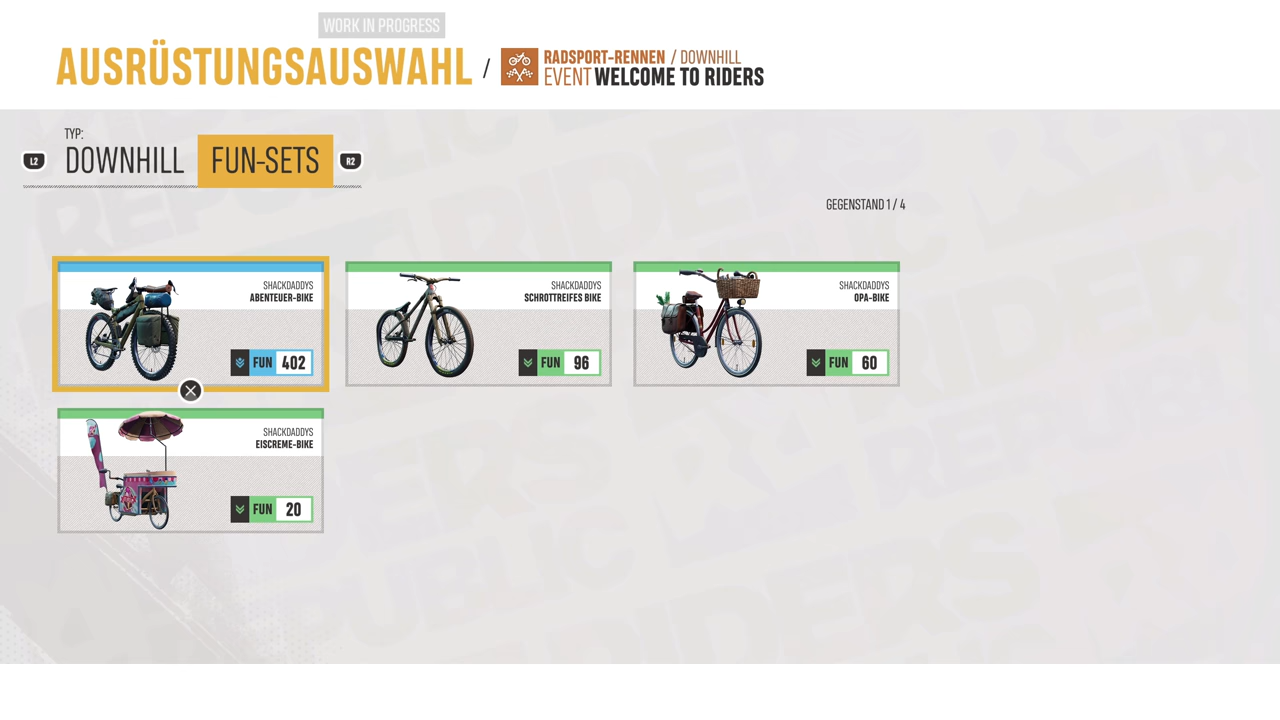 WORK IN PROGRESS
AUSRÜSTUNGSAUSWAHL /
RADSPORT-RENNEN / DOWNHILL
EVENT WELCOME TO RIDERS
TYP:
L2 DOWNHILL FUN-SETS R2
GEGENSTAND 1 / 4
SHACKDADDYS
ABENTEUER-BIKE
FUN 402
SHACKDADDYS
SCHROTTREIFES BIKE
FUN 96
SHACKDADDYS
OPA-BIKE
FUN 60
SHACKDADDYS
EISCREME-BIKE
FUN 20